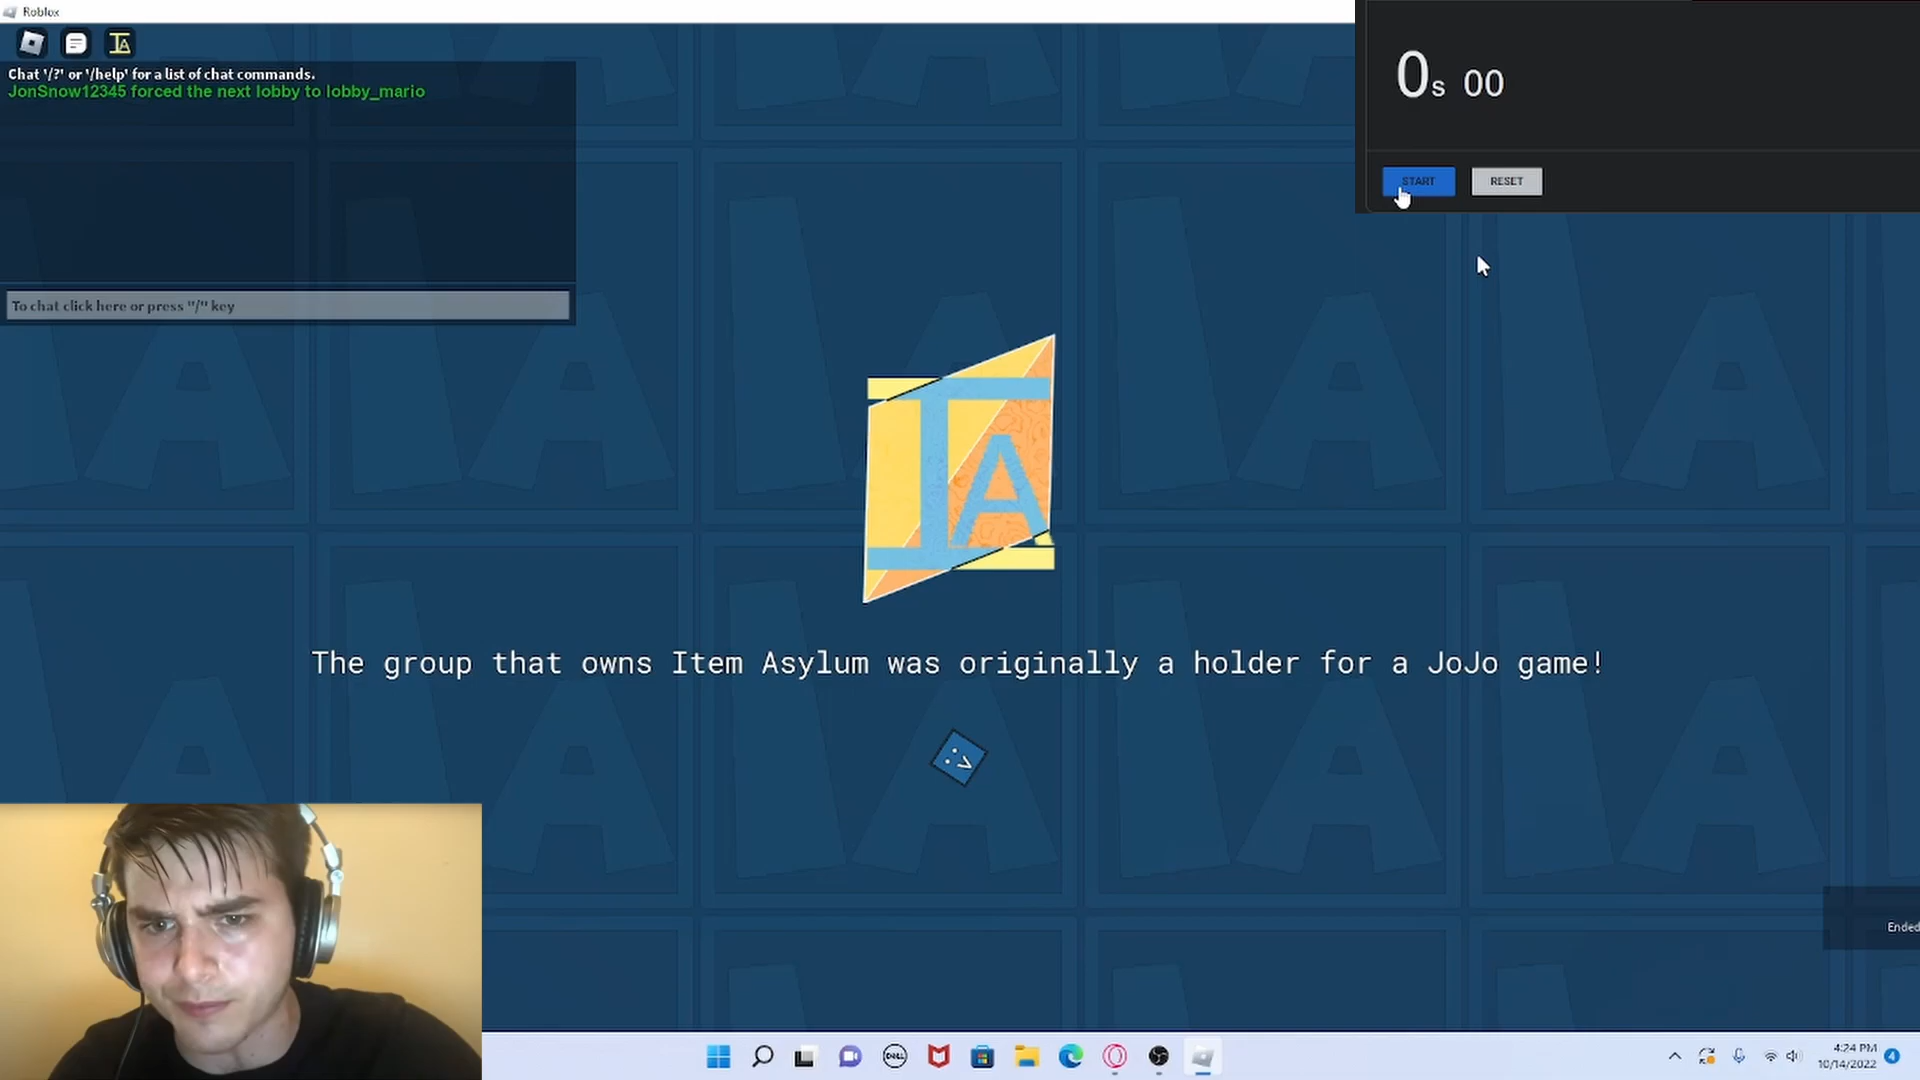 Roblox
Chat '/?' or '/help' for a list of chat commands.
JonSnow12345 forced the next lobby to lobby_mario
To chat click here or press "/" key
0s 00
START
RESET
IA
The group that owns Item Asylum was originally a holder for a JoJo game!
:v
Ended
DELL
4:24 PM
10/14/2022
4